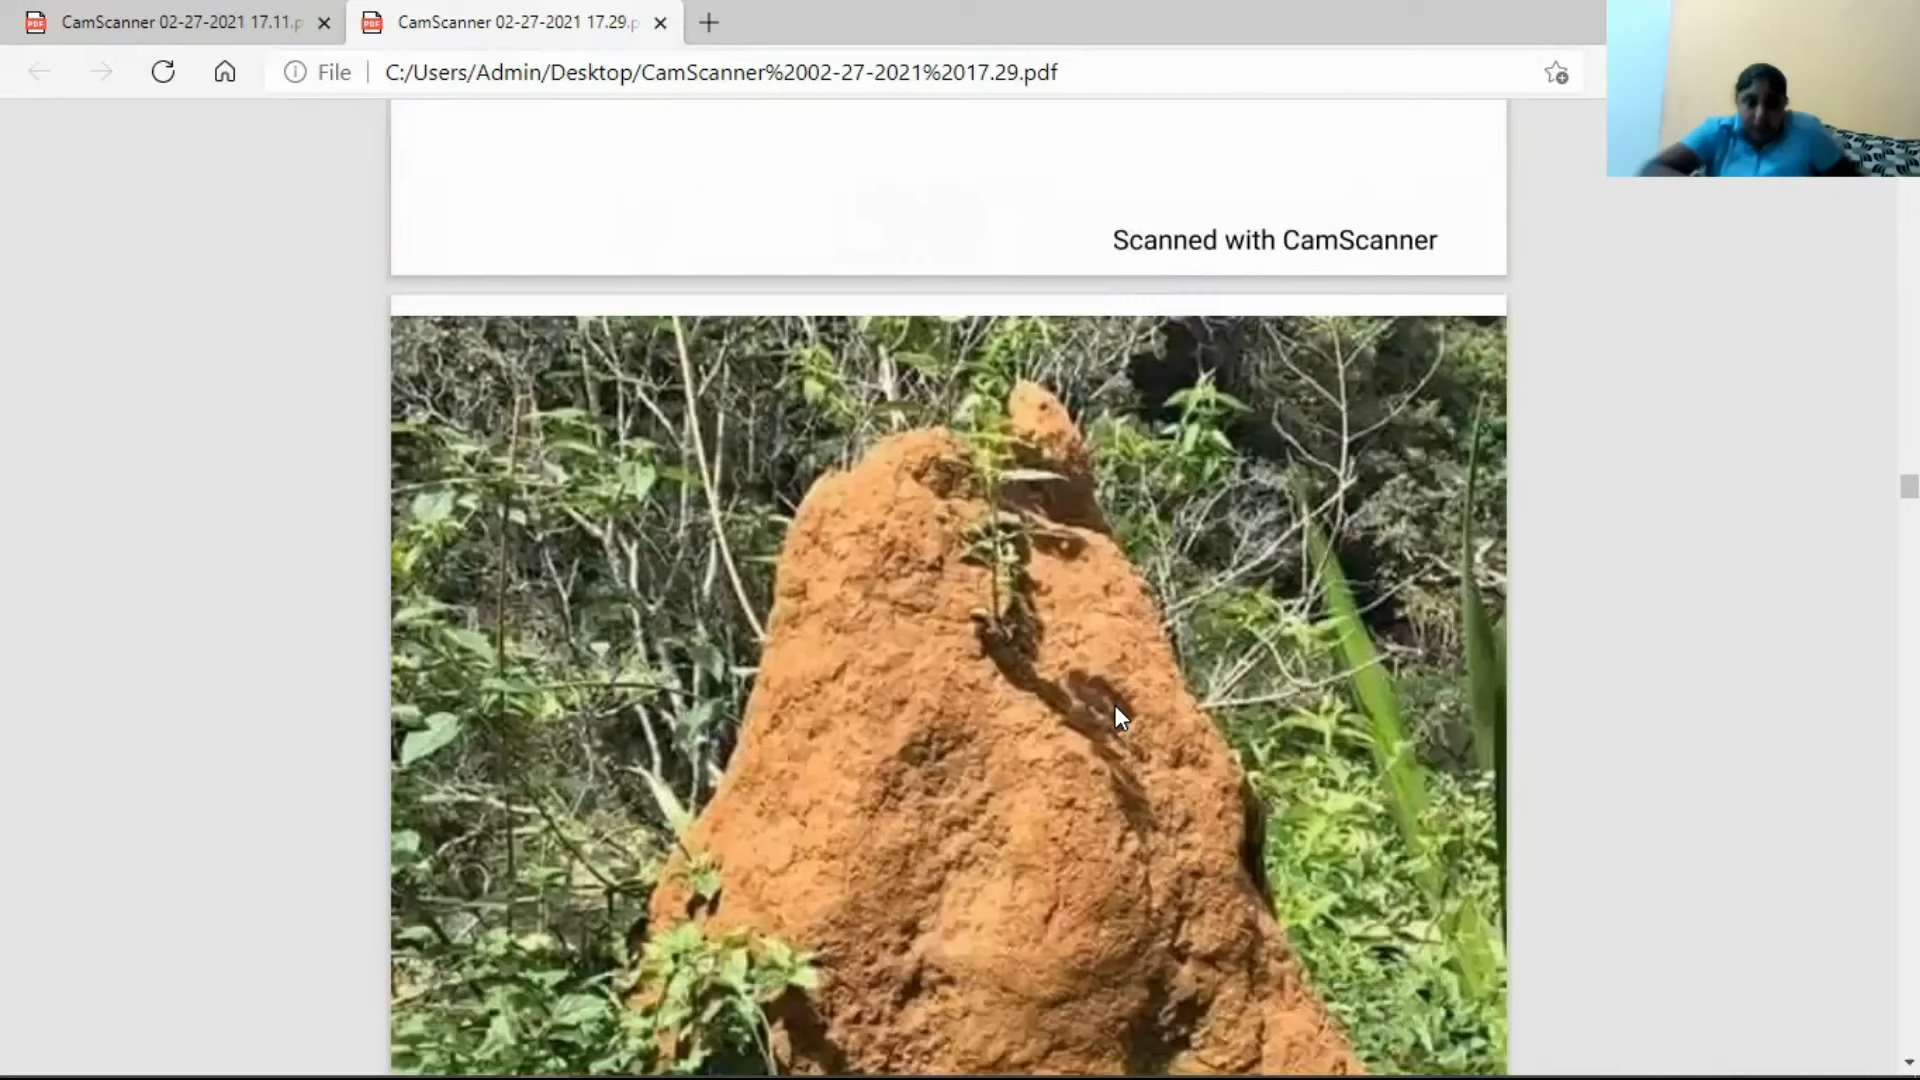 CamScanner 02-27-2021 17.11.p
CamScanner 02-27-2021 17.29.p
File
C:/Users/Admin/Desktop/CamScanner%2002-27-2021%2017.29.pdf
Scanned with CamScanner